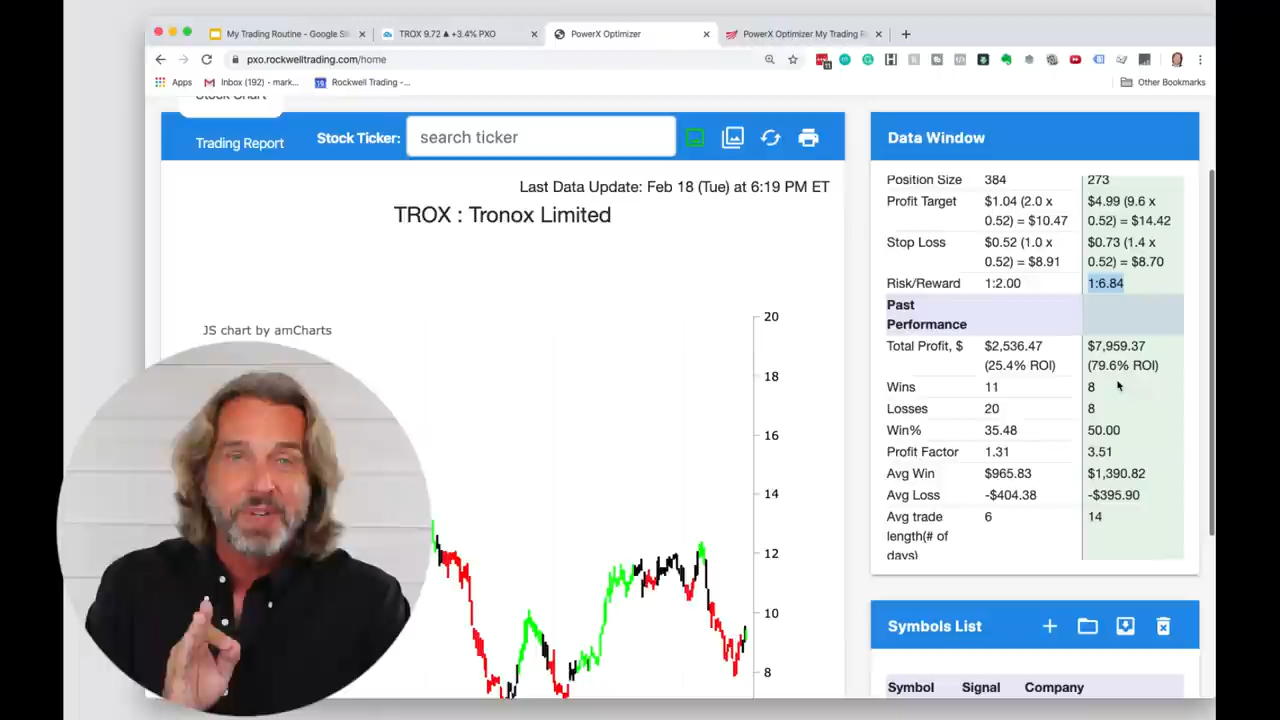 My Trading Routine - Google Sli
TROX 9.72 ▲ +3.4% PXO
PowerX Optimizer
PowerX Optimizer My Trading R
pxo.rockwelltrading.com/home
Apps
Inbox (192) - mark...
Rockwell Trading -...
Other Bookmarks
Stock Chart
Trading Report
Stock Ticker:
search ticker
Data Window
Last Data Update: Feb 18 (Tue) at 6:19 PM ET
TROX : Tronox Limited
JS chart by amCharts
20
18
16
14
12
10
8
Position Size 384 273
Profit Target $1.04 (2.0 x $4.99 (9.6 x
0.52) = $10.47 0.52) = $14.42
Stop Loss $0.52 (1.0 x $0.73 (1.4 x
0.52) = $8.91 0.52) = $8.70
Risk/Reward 1:2.00 1:6.84
Past
Performance
Total Profit, $ $2,536.47 $7,959.37
(25.4% ROI) (79.6% ROI)
Wins 11 8
Losses 20 8
Win% 35.48 50.00
Profit Factor 1.31 3.51
Avg Win $965.83 $1,390.82
Avg Loss -$404.38 -$395.90
Avg trade 6 14
length(# of
days)
Symbols List
Symbol Signal Company